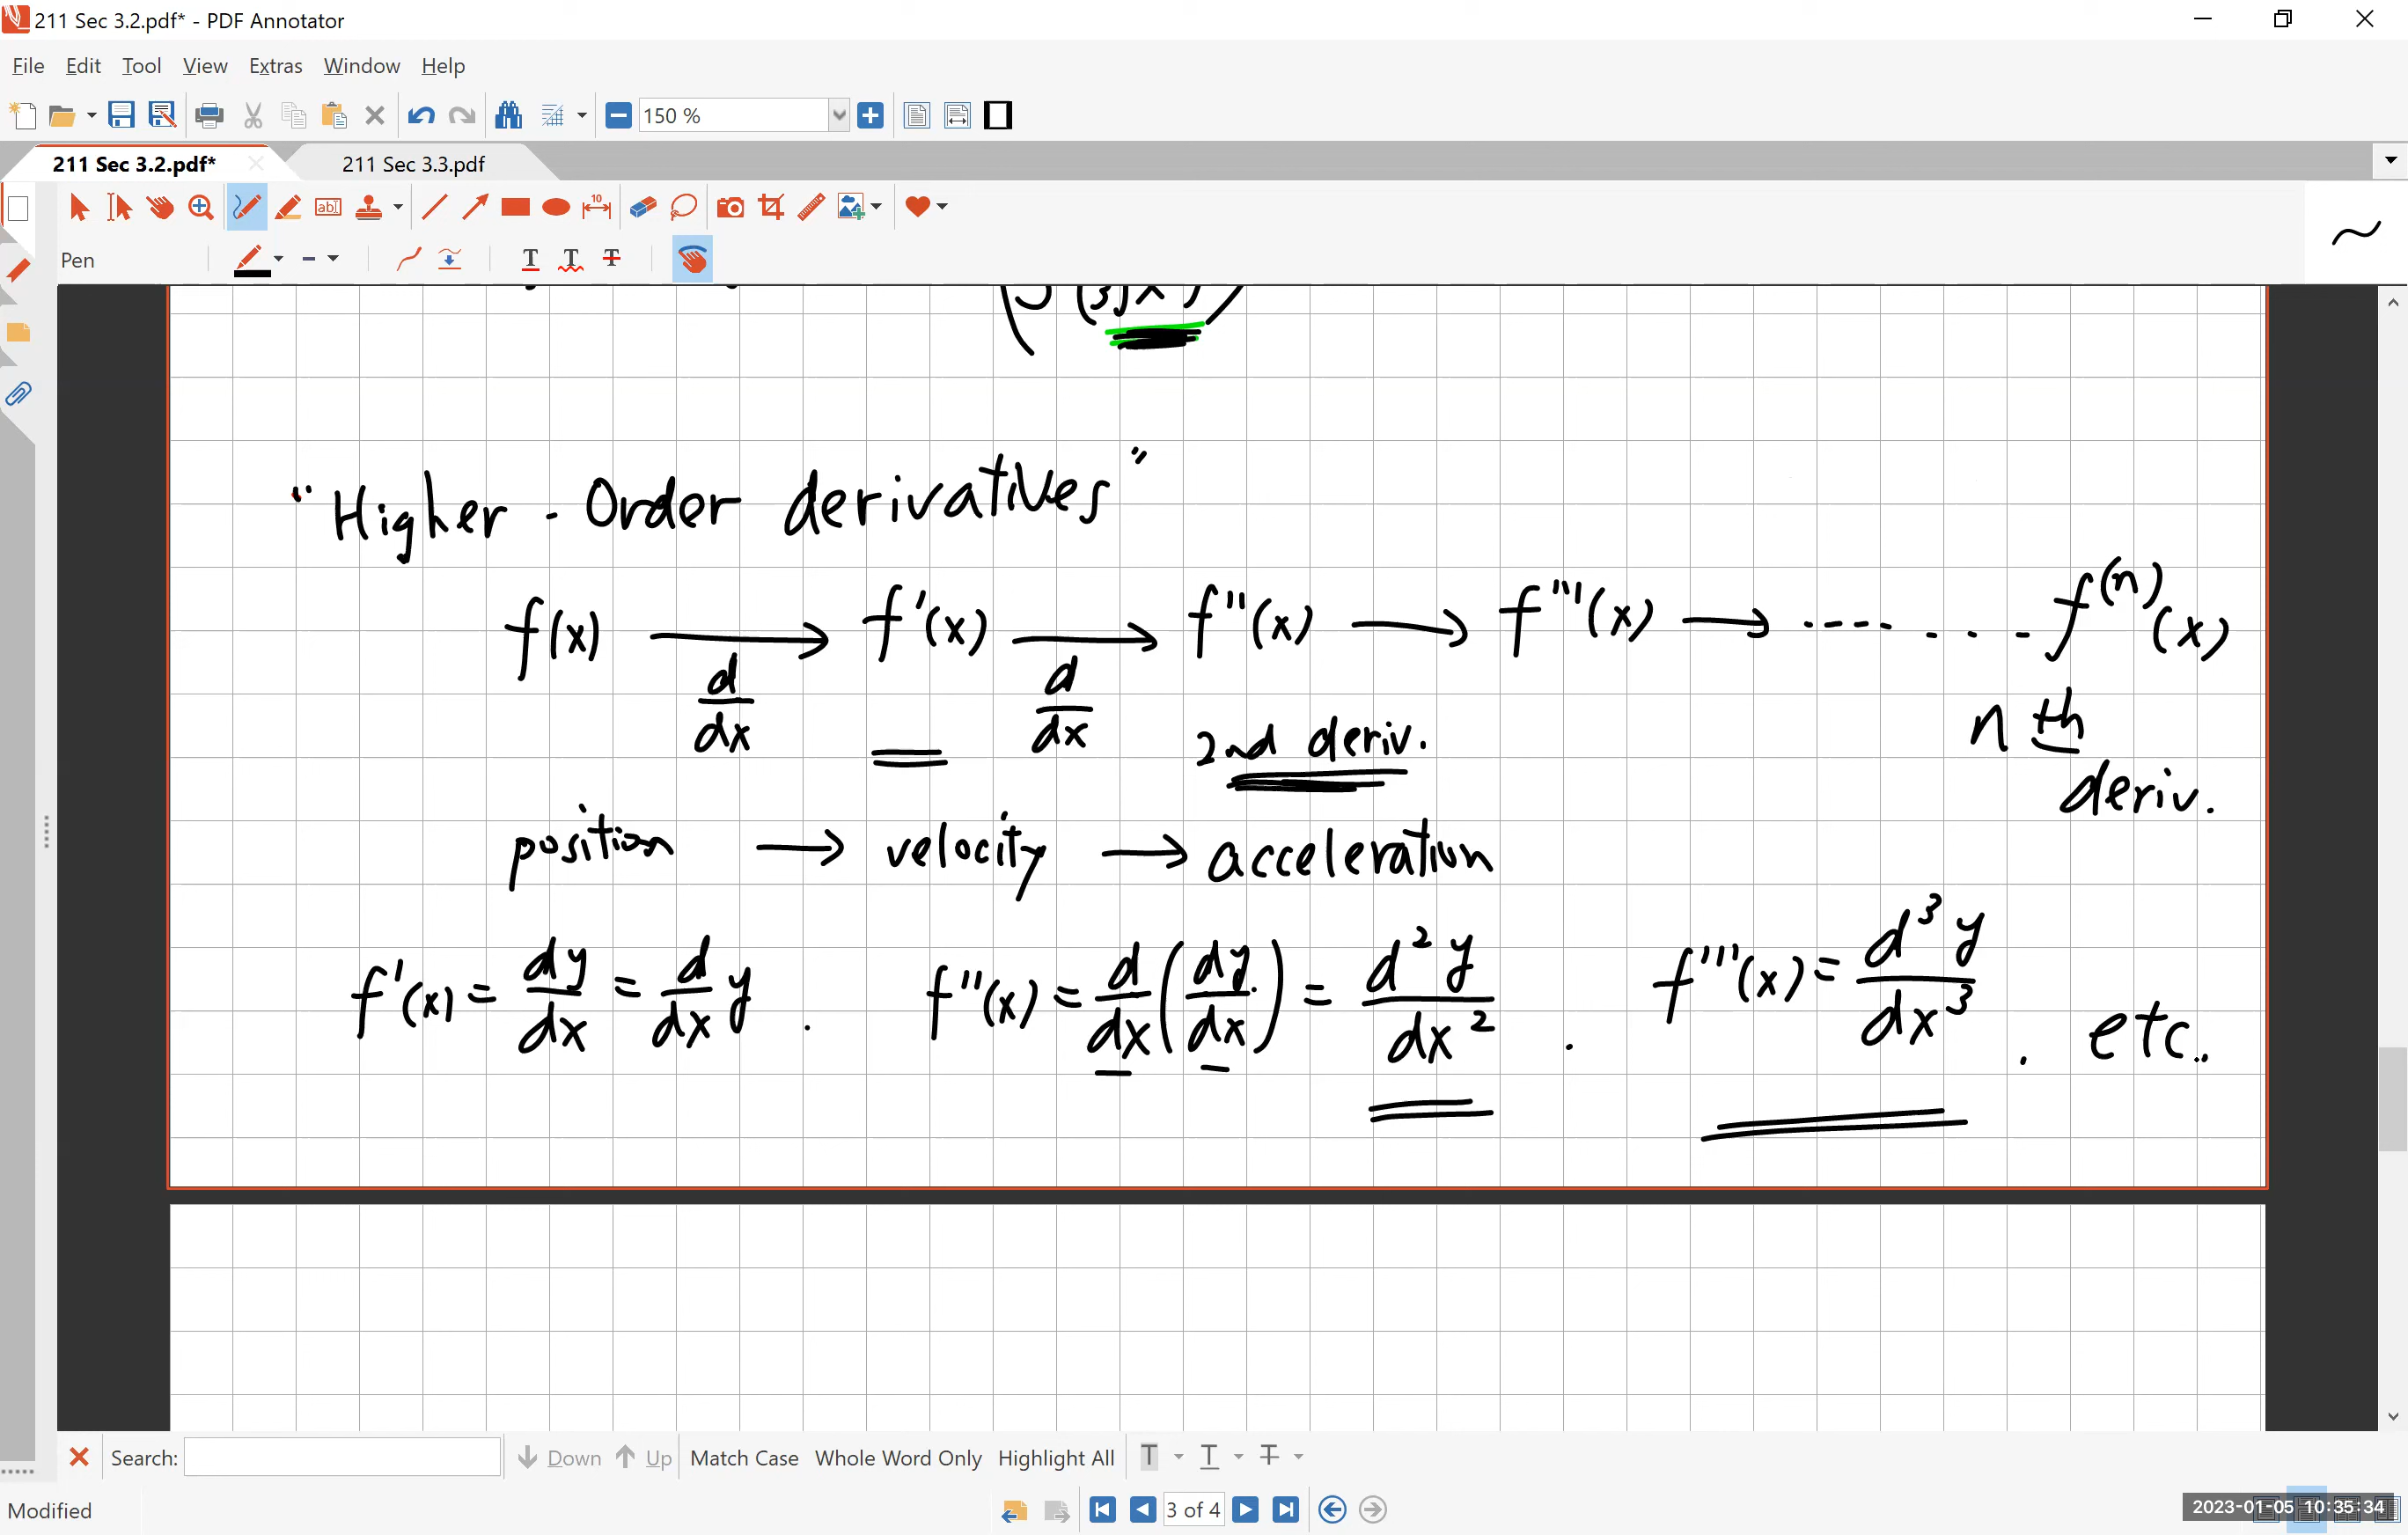 211 Sec 3.2.pdf* - PDF Annotator
File Edit Tool View Extras Window Help
150 %
211 Sec 3.2.pdf* 211 Sec 3.3.pdf
Pen
"Higher - Order derivatives"
f(x) → f'(x) → f''(x) → f'''(x) → ........ f^(n)(x)
d/dx d/dx 2nd deriv. nth
deriv.
position → velocity → acceleration
f'(x) = dy/dx = d/dx y . f''(x) = d/dx (dy/dx) = d²y/dx² . f'''(x) = d³y/dx³ . etc..
Search: Down Up Match Case Whole Word Only Highlight All
Modified 3 of 4 2023-01-05 10:35:34